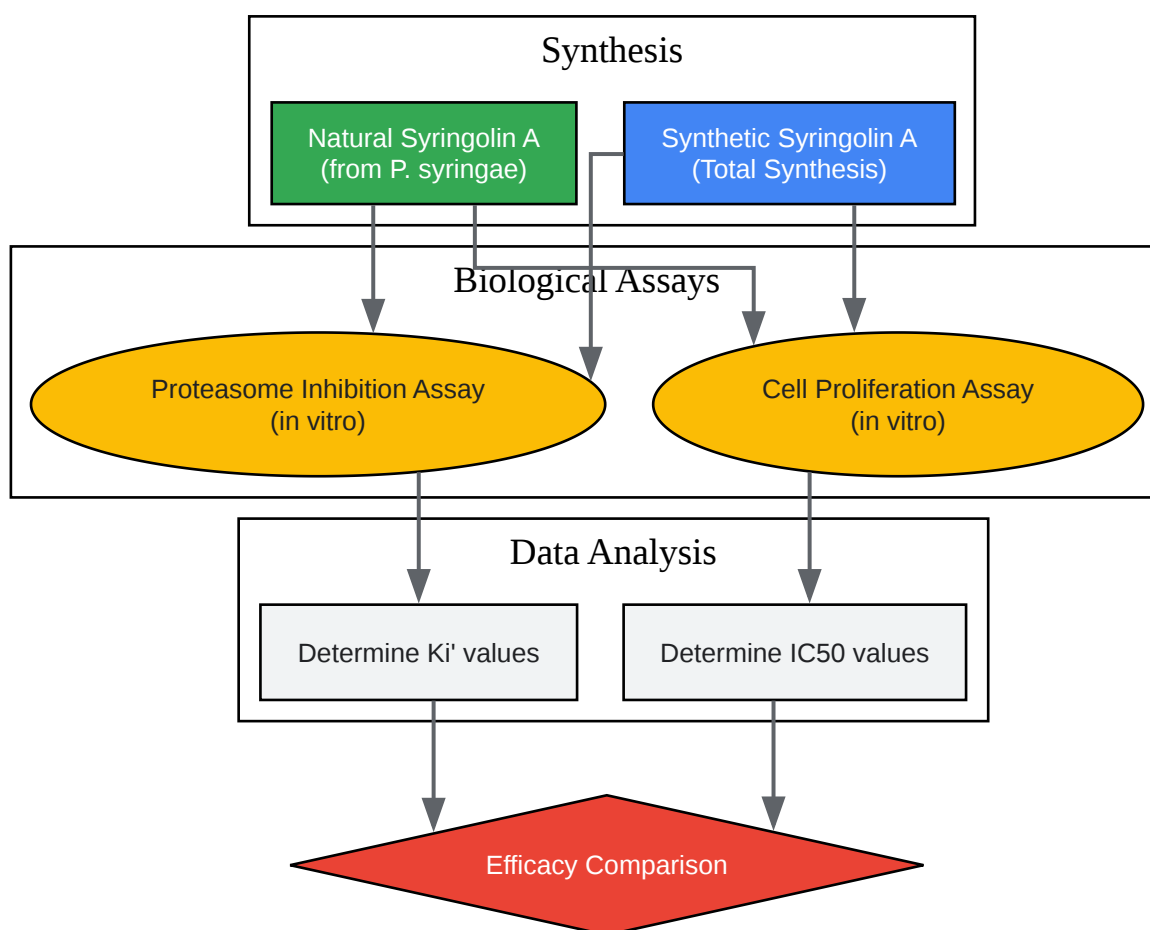 Synthesis
Natural Syringolin A
(from P. syringae)
Synthetic Syringolin A
(Total Synthesis)
Biological Assays
Proteasome Inhibition Assay
(in vitro)
Cell Proliferation Assay
(in vitro)
Data Analysis
Determine Ki' values
Determine IC50 values
Efficacy Comparison